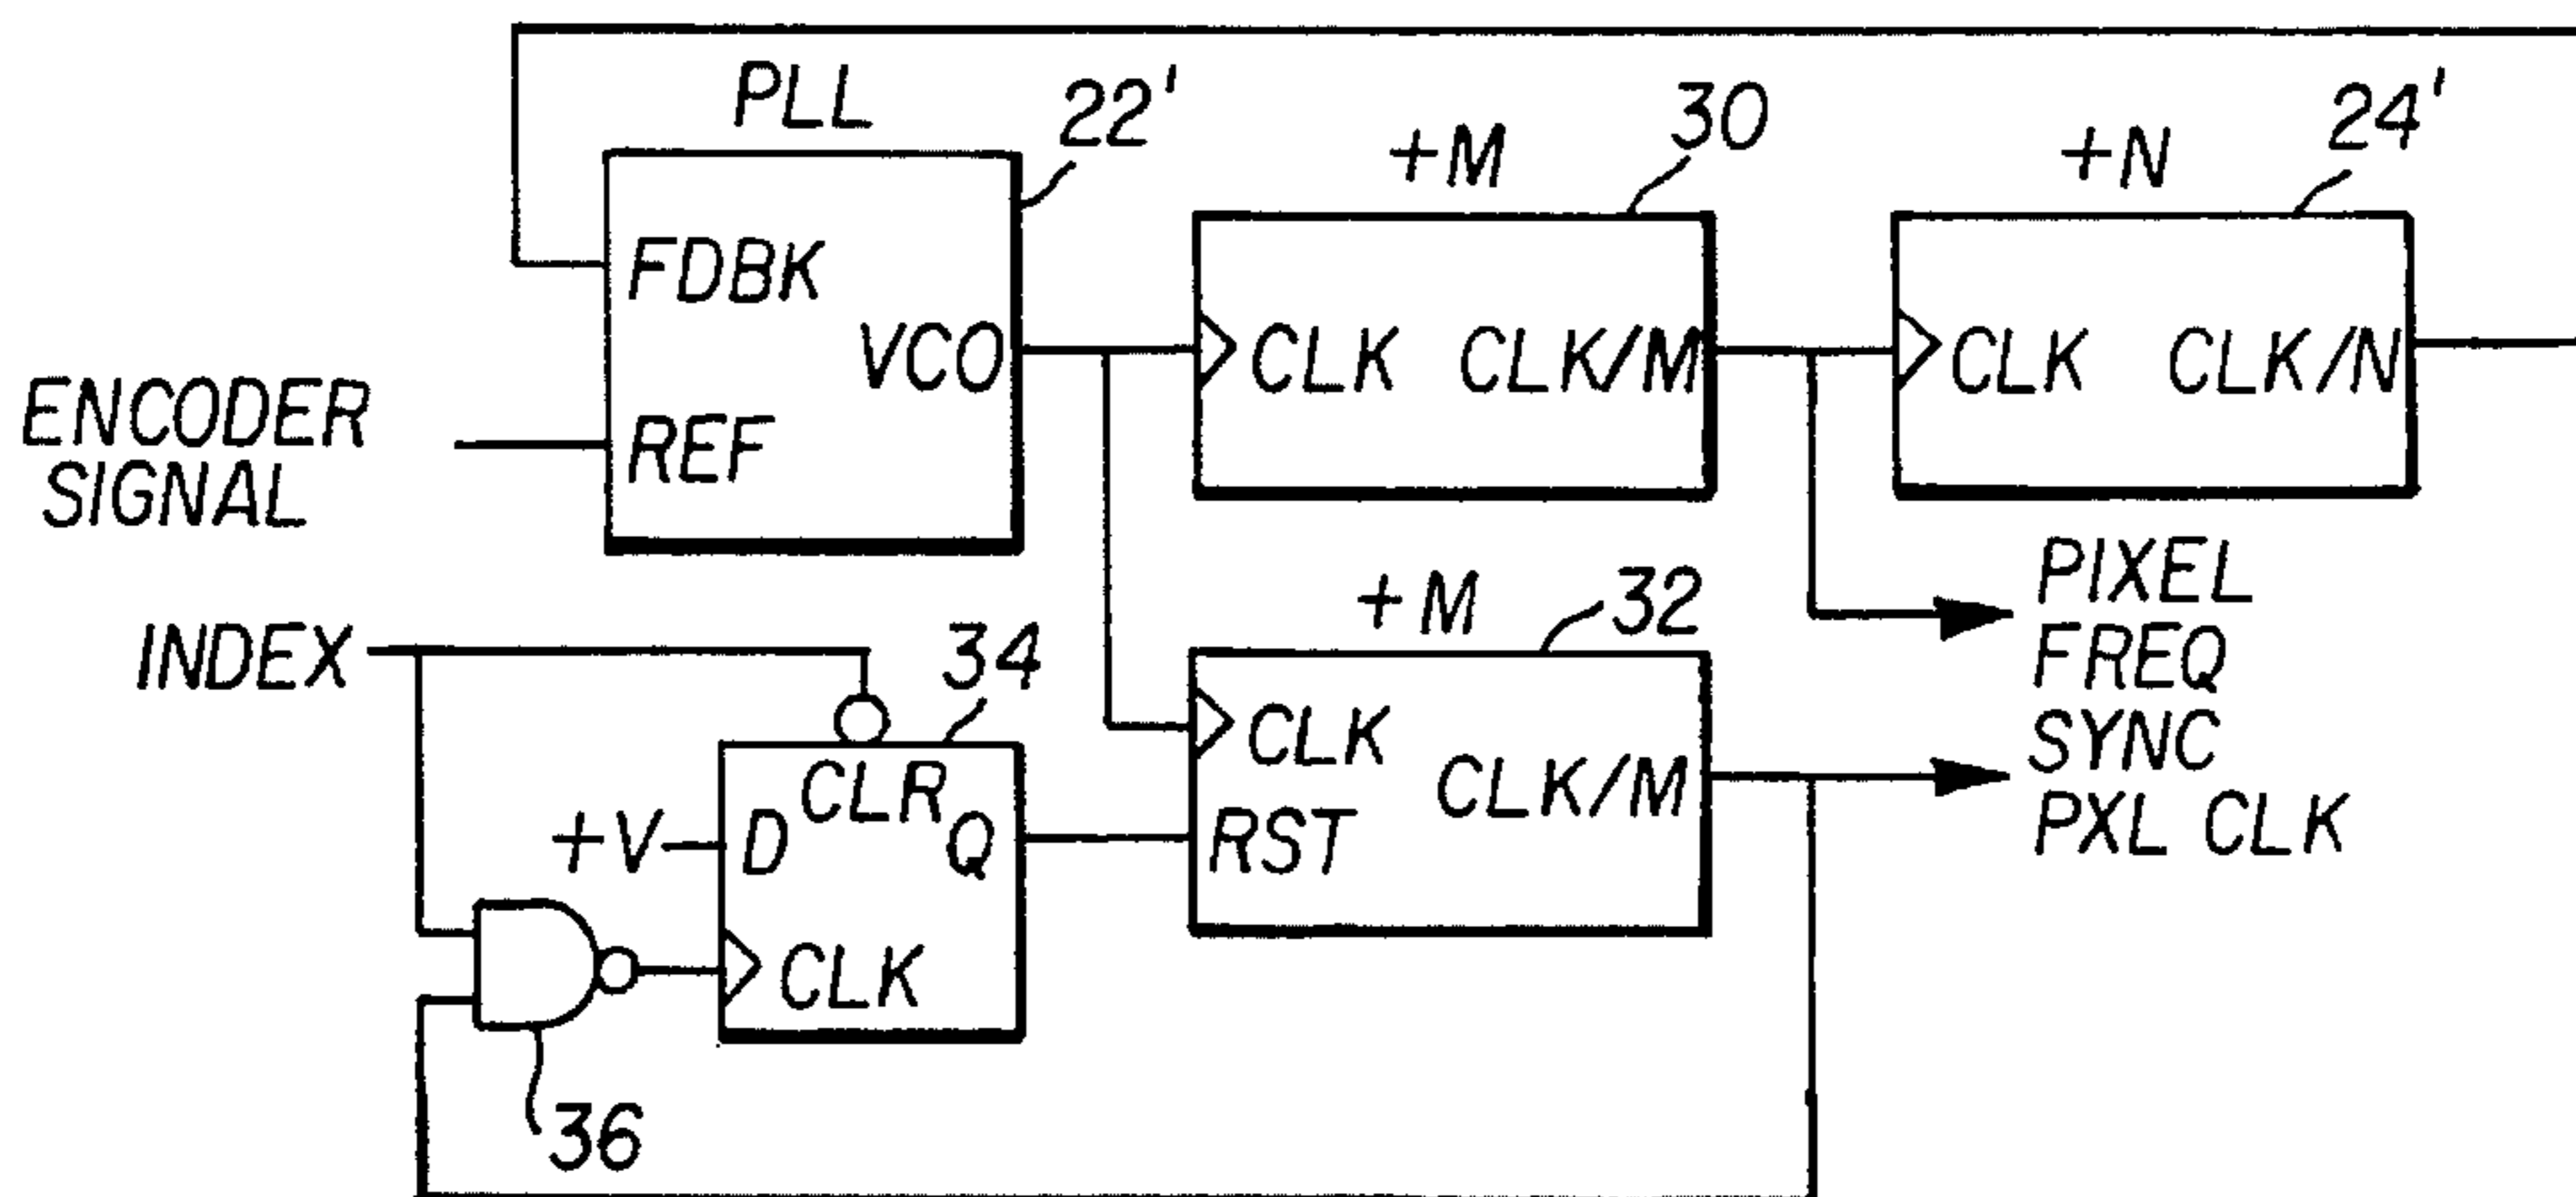 PLL
22'
+M
30
+N
24'
FDBK
VCO
REF
CLK CLK/M
CLK CLK/N
ENCODER
SIGNAL
INDEX
34
+M
32
PIXEL
FREQ
SYNC
PXL CLK
CLK
CLK/M
RST
+V
D
CLR
Q
CLK
36